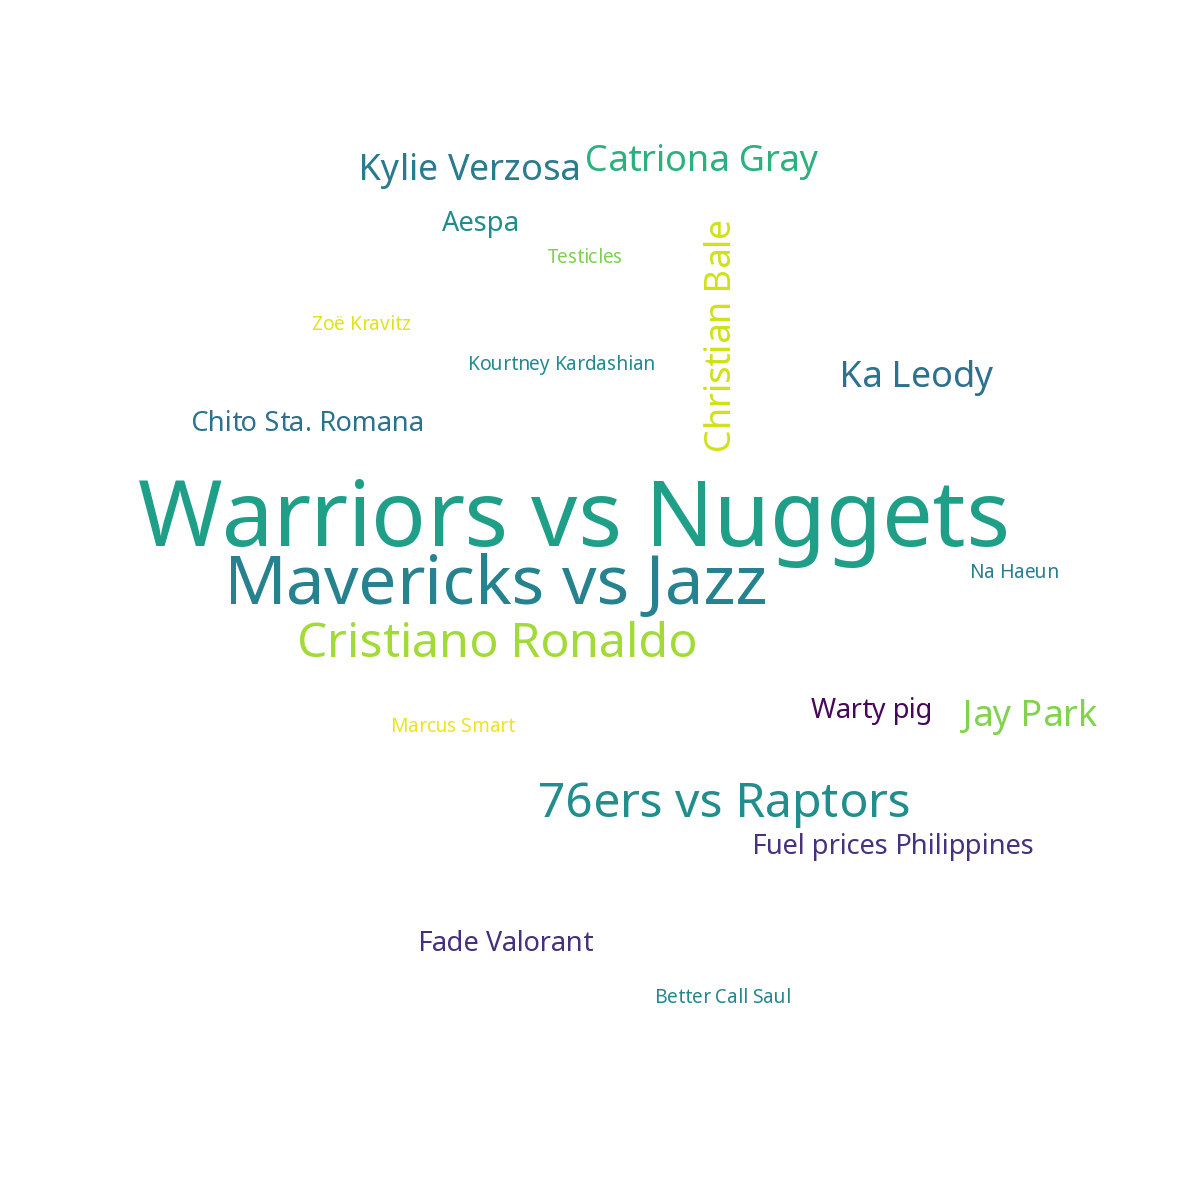 Kylie Verzosa
Catriona Gray
Aespa
Testicles
Christian Bale
Zoë Kravitz
Kourtney Kardashian
Ka Leody
Chito Sta. Romana
Warriors vs Nuggets
Mavericks vs Jazz
Na Haeun
Cristiano Ronaldo
Warty pig
Jay Park
Marcus Smart
76ers vs Raptors
Fuel prices Philippines
Fade Valorant
Better Call Saul